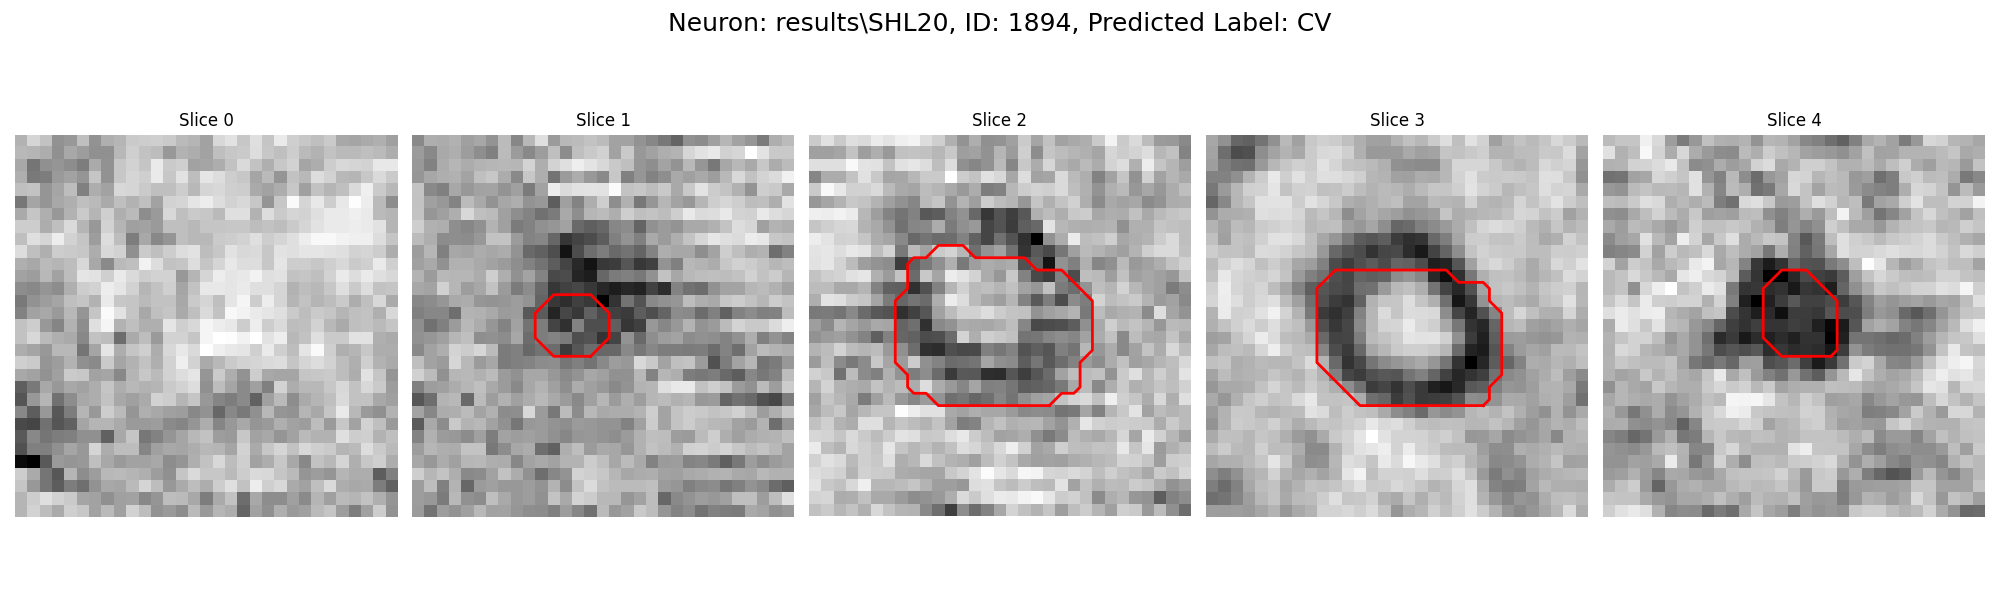 Neuron: results\SHL20, ID: 1894, Predicted Label: CV
Slice 0
Slice 1
Slice 2
Slice 3
Slice 4